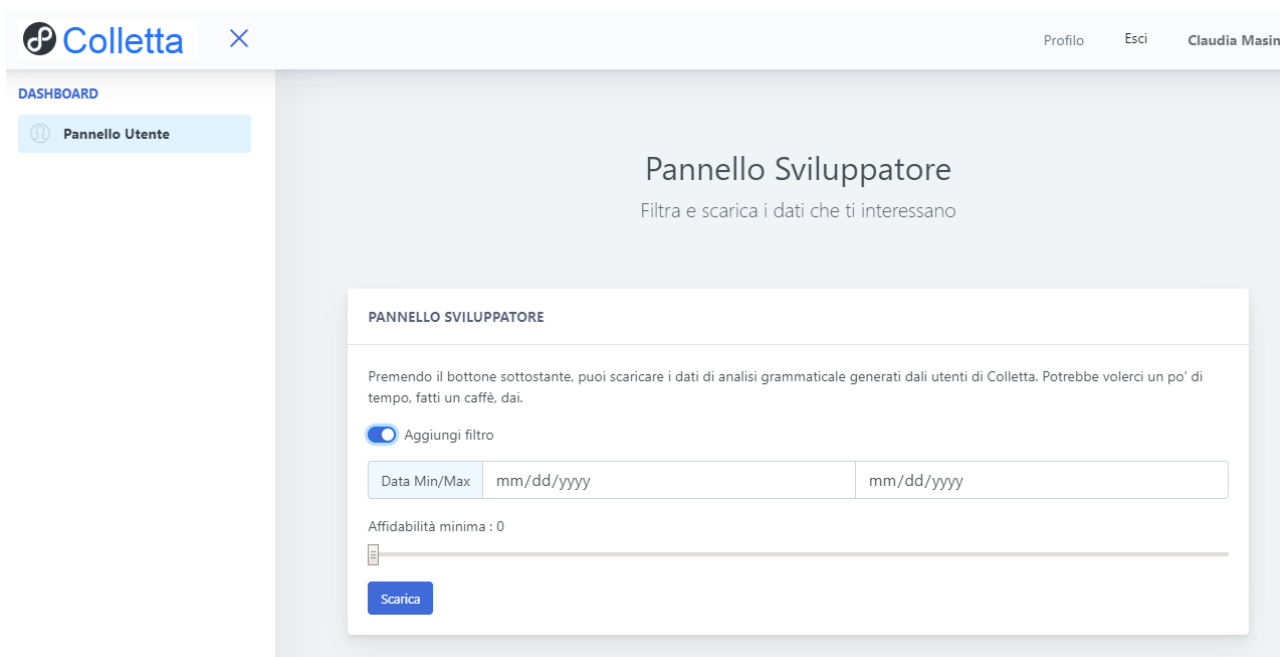 Colletta
Profilo
Esci
Claudia Masin
DASHBOARD
Pannello Utente
Pannello Sviluppatore
Filtra e scarica i dati che ti interessano
PANNELLO SVILUPPATORE
Premendo il bottone sottostante, puoi scaricare i dati di analisi grammaticale generati dali utenti di Colletta. Potrebbe volerci un po' di
tempo, fatti un caffè, dai.
Aggiungi filtro
Data Min/Max
mm/dd/yyyy
mm/dd/yyyy
Affidabilità minima : 0
Scarica